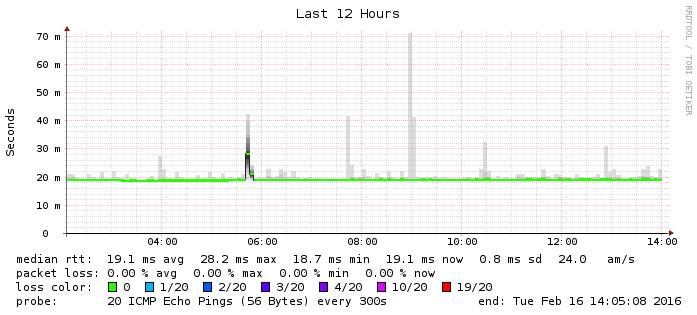 Last 12 Hours
RRDTOOL / TOBI OETIKER
Seconds
70 m
60 m
50 m
40 m
30 m
20 m
10 m
0
04:00 06:00 08:00 10:00 12:00 14:00
median rtt: 19.1 ms avg 28.2 ms max 18.7 ms min 19.1 ms now 0.8 ms sd 24.0 am/s
packet loss: 0.00 % avg 0.00 % max 0.00 % min 0.00 % now
loss color: 0 1/20 2/20 3/20 4/20 10/20 19/20
probe: 20 ICMP Echo Pings (56 Bytes) every 300s end: Tue Feb 16 14:05:08 2016